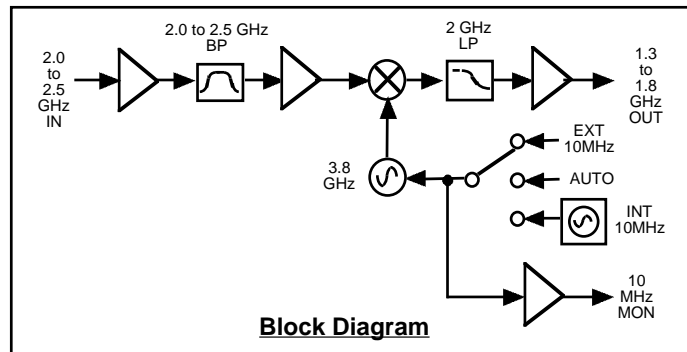 2.0
to
2.5
GHz
IN
2.0 to 2.5 GHz
BP
2 GHz
LP
1.3
to
1.8
GHz
OUT
3.8
GHz
EXT
10MHz
AUTO
INT
10MHz
10
MHz
MON
Block Diagram